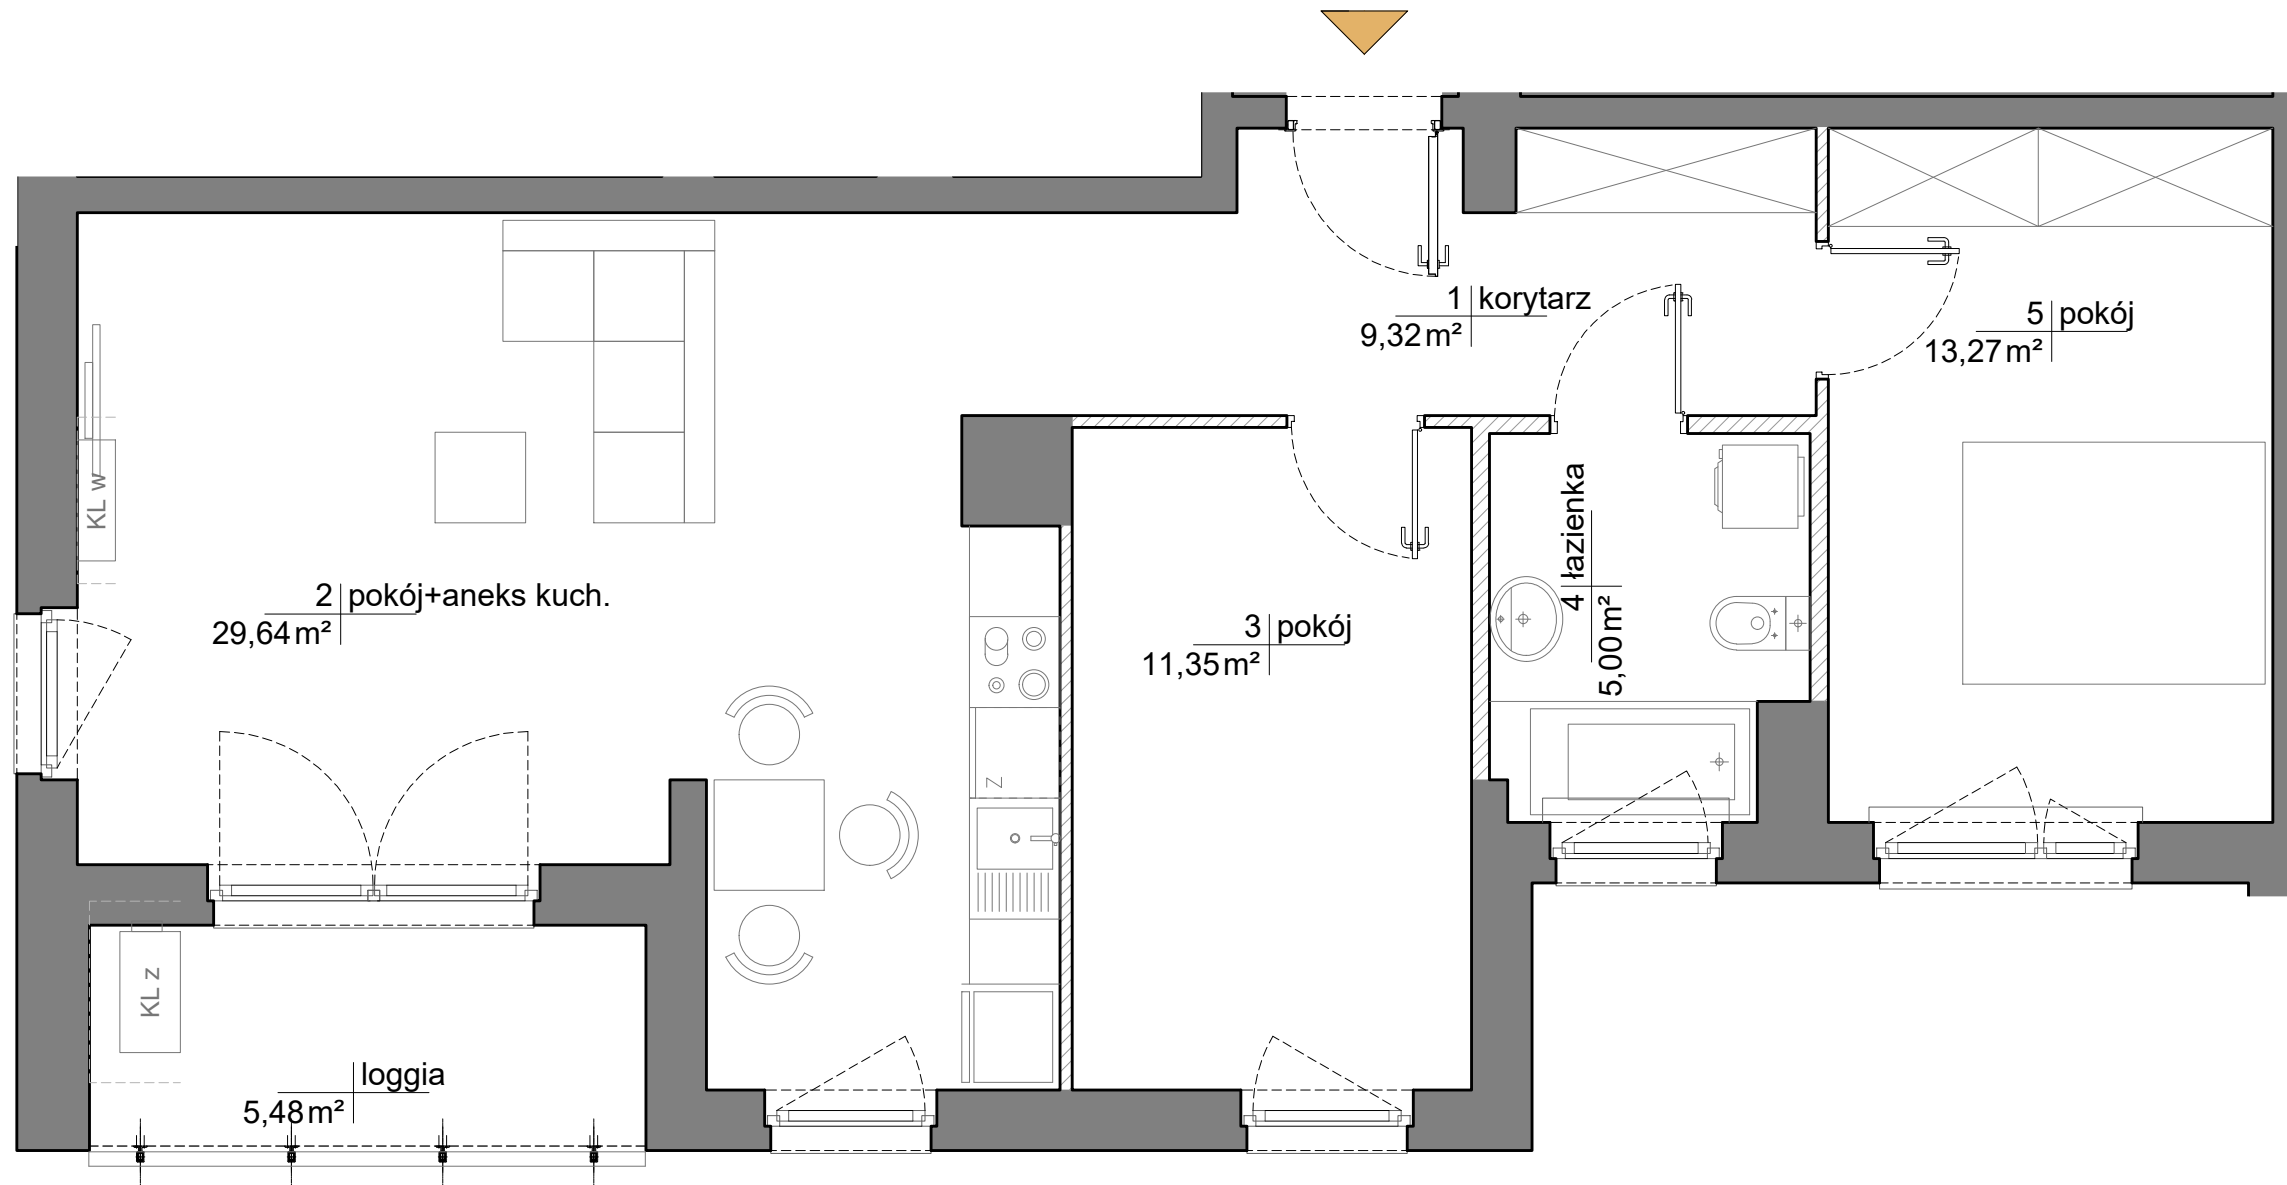 1 korytarz
9,32 m²
5 pokój
13,27 m²
KL w
2 pokój+aneks kuch.
29,64 m²
3 pokój
11,35 m²
4 łazienka
5,00 m²
Z
KL z
loggia
5,48 m²